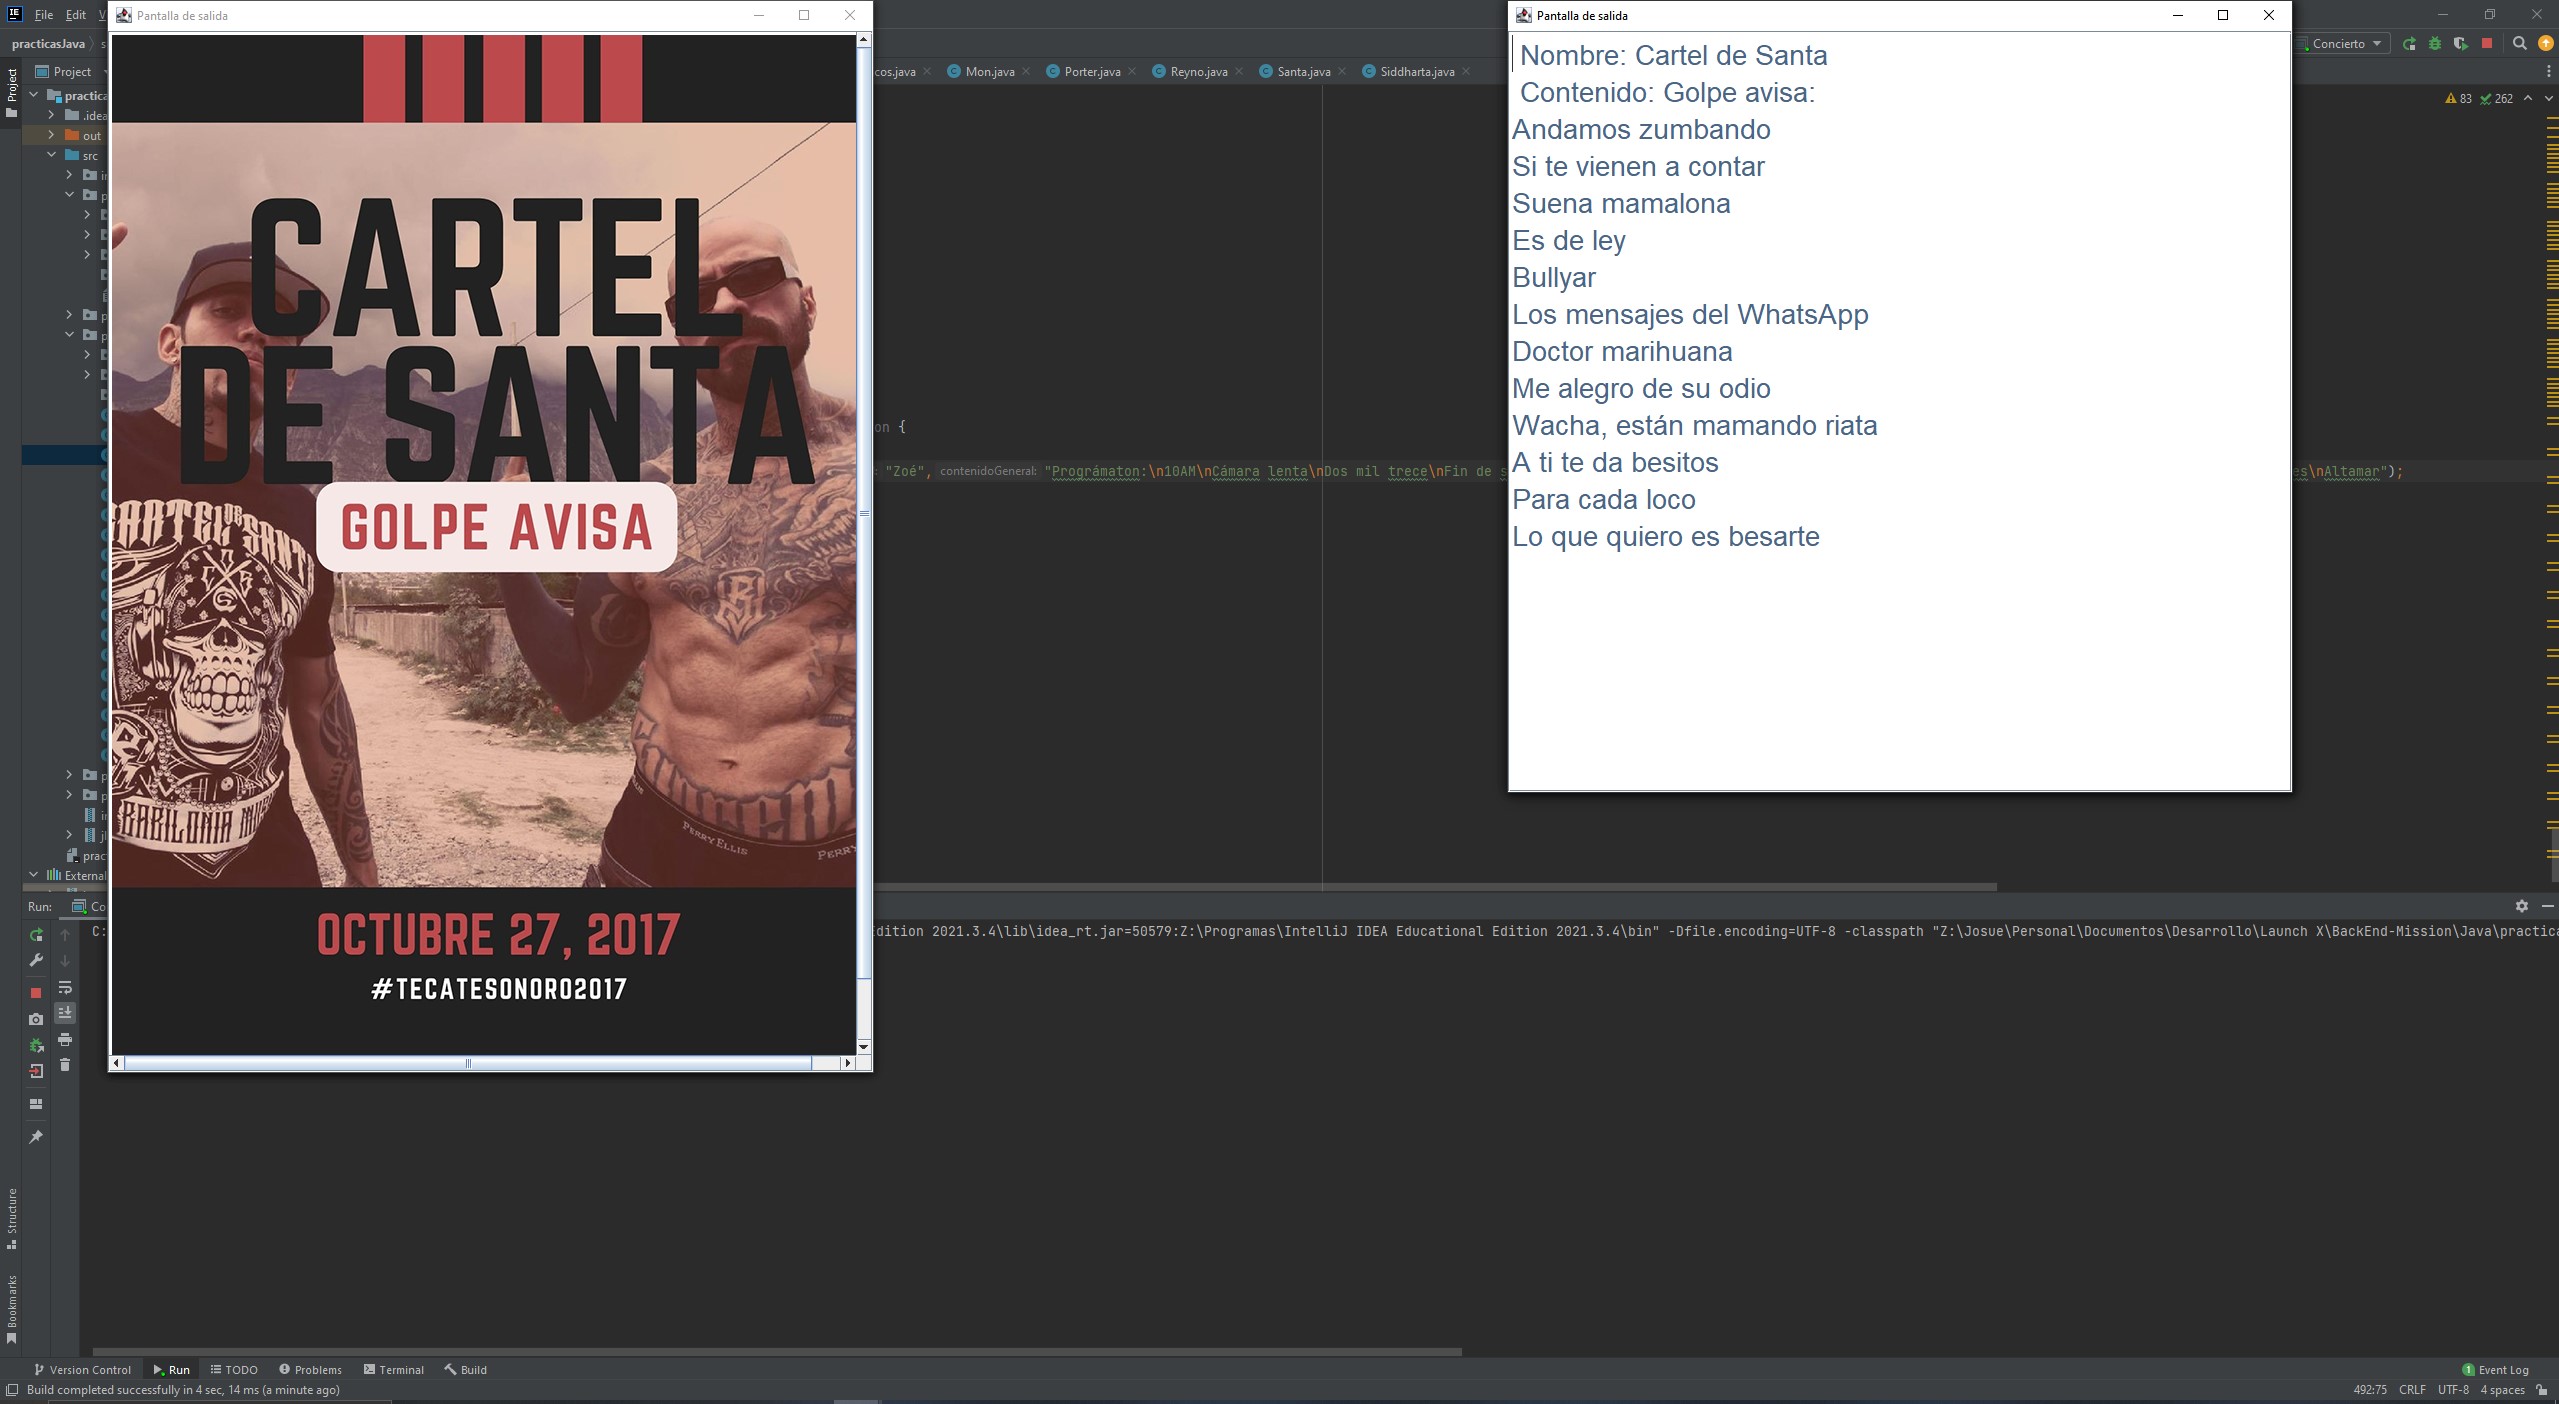 File Edit
Pantalla de salida
Pantalla de salida
practicasJava
Concierto
Project
Project
cos.java
Mon.java
Porter.java
Reyno.java
Santa.java
Siddharta.java
practica
.idea
out
src
83
262
CARTEL
DE SANTA
GOLPE AVISA
CARTEL DE SANTA
BABILONIA
PERRY ELLIS
PERRY
OCTUBRE 27, 2017
#TECATESONORO2017
Nombre: Cartel de Santa
Contenido: Golpe avisa:
Andamos zumbando
Si te vienen a contar
Suena mamalona
Es de ley
Bullyar
Los mensajes del WhatsApp
Doctor marihuana
Me alegro de su odio
Wacha, están mamando riata
A ti te da besitos
Para cada loco
Lo que quiero es besarte
on {
"Zoé", contenidoGeneral: "Prográmaton:\n10AM\nCámara lenta\nDos mil trece\nFin de s
es\nAltamar");
External
Run:
Co
C:
Edition 2021.3.4\lib\idea_rt.jar=50579:Z:\Programas\IntelliJ IDEA Educational Edition 2021.3.4\bin" -Dfile.encoding=UTF-8 -classpath "Z:\Josue\Personal\Documentos\Desarrollo\Launch X\BackEnd-Mission\Java\practica
Structure
Bookmarks
Version Control
Run
TODO
Problems
Terminal
Build
1 Event Log
Build completed successfully in 4 sec, 14 ms (a minute ago)
492:75 CRLF UTF-8 4 spaces